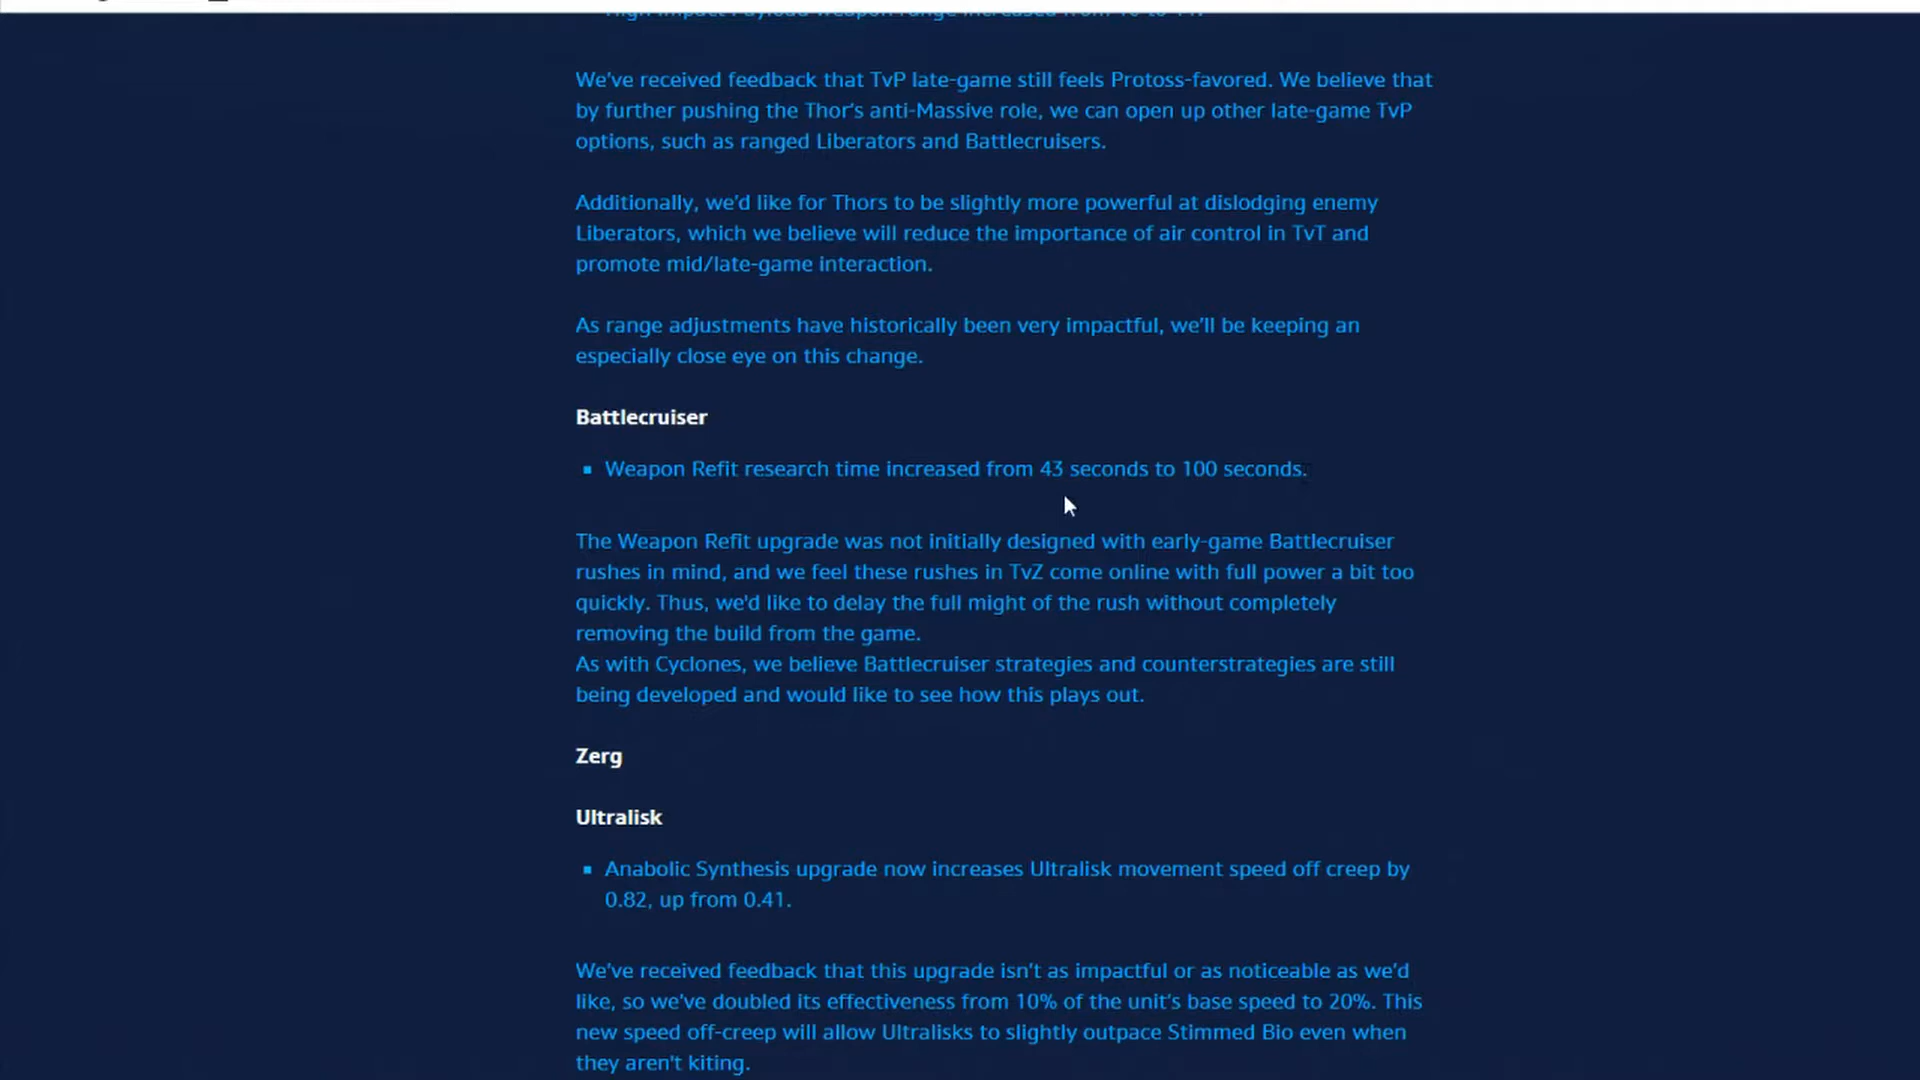 High Impact Payload weapon range increased from 10 to 11.
We've received feedback that TvP late-game still feels Protoss-favored. We believe that
by further pushing the Thor's anti-Massive role, we can open up other late-game TvP
options, such as ranged Liberators and Battlecruisers.
Additionally, we'd like for Thors to be slightly more powerful at dislodging enemy
Liberators, which we believe will reduce the importance of air control in TvT and
promote mid/late-game interaction.
As range adjustments have historically been very impactful, we'll be keeping an
especially close eye on this change.
Battlecruiser
▪ Weapon Refit research time increased from 43 seconds to 100 seconds.
The Weapon Refit upgrade was not initially designed with early-game Battlecruiser
rushes in mind, and we feel these rushes in TvZ come online with full power a bit too
quickly. Thus, we'd like to delay the full might of the rush without completely
removing the build from the game.
As with Cyclones, we believe Battlecruiser strategies and counterstrategies are still
being developed and would like to see how this plays out.
Zerg
Ultralisk
▪ Anabolic Synthesis upgrade now increases Ultralisk movement speed off creep by
0.82, up from 0.41.
We've received feedback that this upgrade isn't as impactful or as noticeable as we'd
like, so we've doubled its effectiveness from 10% of the unit's base speed to 20%. This
new speed off-creep will allow Ultralisks to slightly outpace Stimmed Bio even when
they aren't kiting.